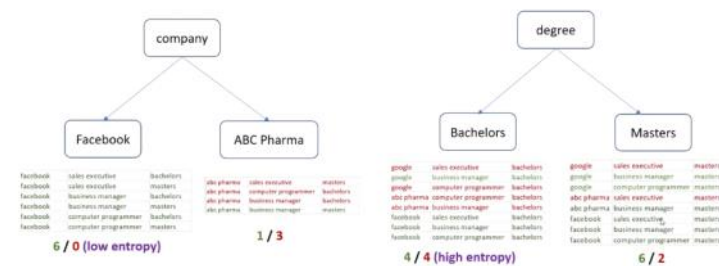 company
degree
Facebook
ABC Pharma
Bachelors
Masters
facebook sales executive bachelors
facebook sales executive masters
facebook business manager bachelors
facebook business manager masters
facebook computer programmer bachelors
facebook computer programmer masters
6 / 0 (low entropy)
abc pharma sales executive masters
abc pharma computer programmer bachelors
abc pharma business manager bachelors
abc pharma business manager masters
1 / 3
google sales executive bachelors
google business manager bachelors
google computer programmer bachelors
abc pharma computer programmer bachelors
abc pharma business manager bachelors
facebook sales executive bachelors
facebook business manager bachelors
facebook computer programmer bachelors
4 / 4 (high entropy)
google sales executive masters
google business manager masters
google computer programmer masters
abc pharma sales executive masters
abc pharma business manager masters
facebook sales executive masters
facebook business manager masters
facebook computer programmer masters
6 / 2